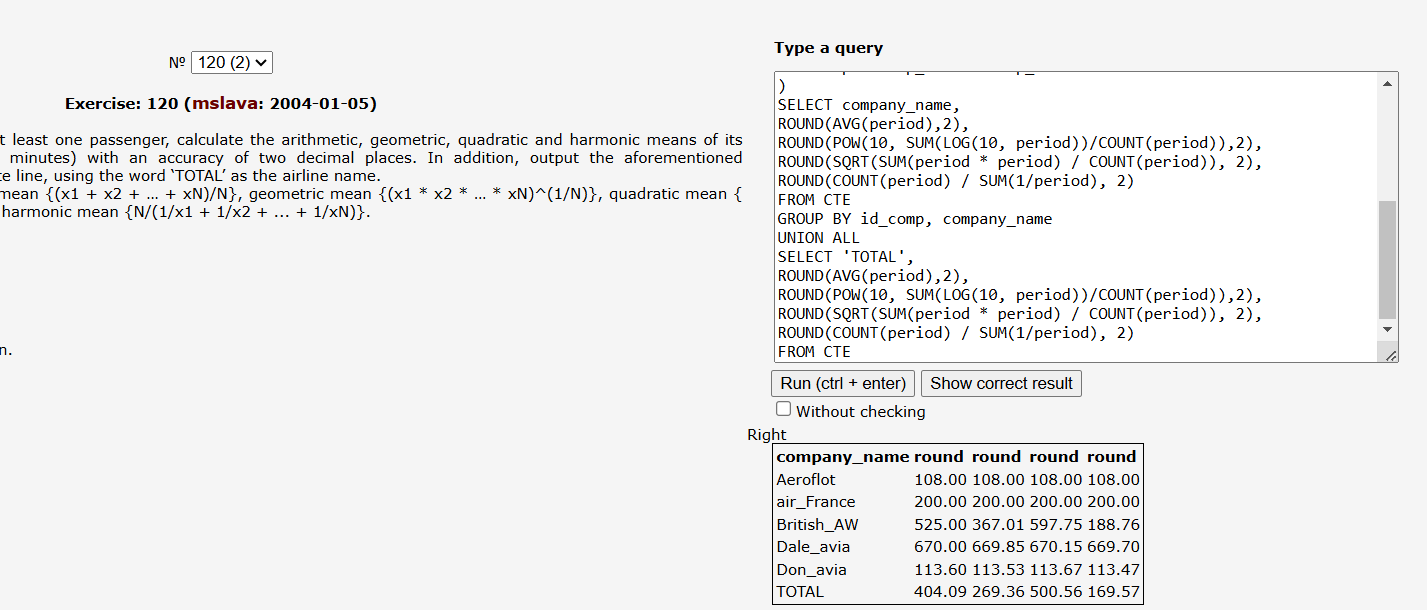 № 120 (2)
Exercise: 120 (mslava: 2004-01-05)
t least one passenger, calculate the arithmetic, geometric, quadratic and harmonic means of its
minutes) with an accuracy of two decimal places. In addition, output the aforementioned
te line, using the word ‘TOTAL’ as the airline name.
mean {(x1 + x2 + … + xN)/N}, geometric mean {(x1 * x2 * … * xN)^(1/N)}, quadratic mean {
harmonic mean {N/(1/x1 + 1/x2 + ... + 1/xN)}.
n.
Type a query
)
SELECT company_name,
ROUND(AVG(period),2),
ROUND(POW(10, SUM(LOG(10, period))/COUNT(period)),2),
ROUND(SQRT(SUM(period * period) / COUNT(period)), 2),
ROUND(COUNT(period) / SUM(1/period), 2)
FROM CTE
GROUP BY id_comp, company_name
UNION ALL
SELECT 'TOTAL',
ROUND(AVG(period),2),
ROUND(POW(10, SUM(LOG(10, period))/COUNT(period)),2),
ROUND(SQRT(SUM(period * period) / COUNT(period)), 2),
ROUND(COUNT(period) / SUM(1/period), 2)
FROM CTE
Run (ctrl + enter) Show correct result
Without checking
Right
company_name round round round round
Aeroflot 108.00 108.00 108.00 108.00
air_France 200.00 200.00 200.00 200.00
British_AW 525.00 367.01 597.75 188.76
Dale_avia 670.00 669.85 670.15 669.70
Don_avia 113.60 113.53 113.67 113.47
TOTAL 404.09 269.36 500.56 169.57